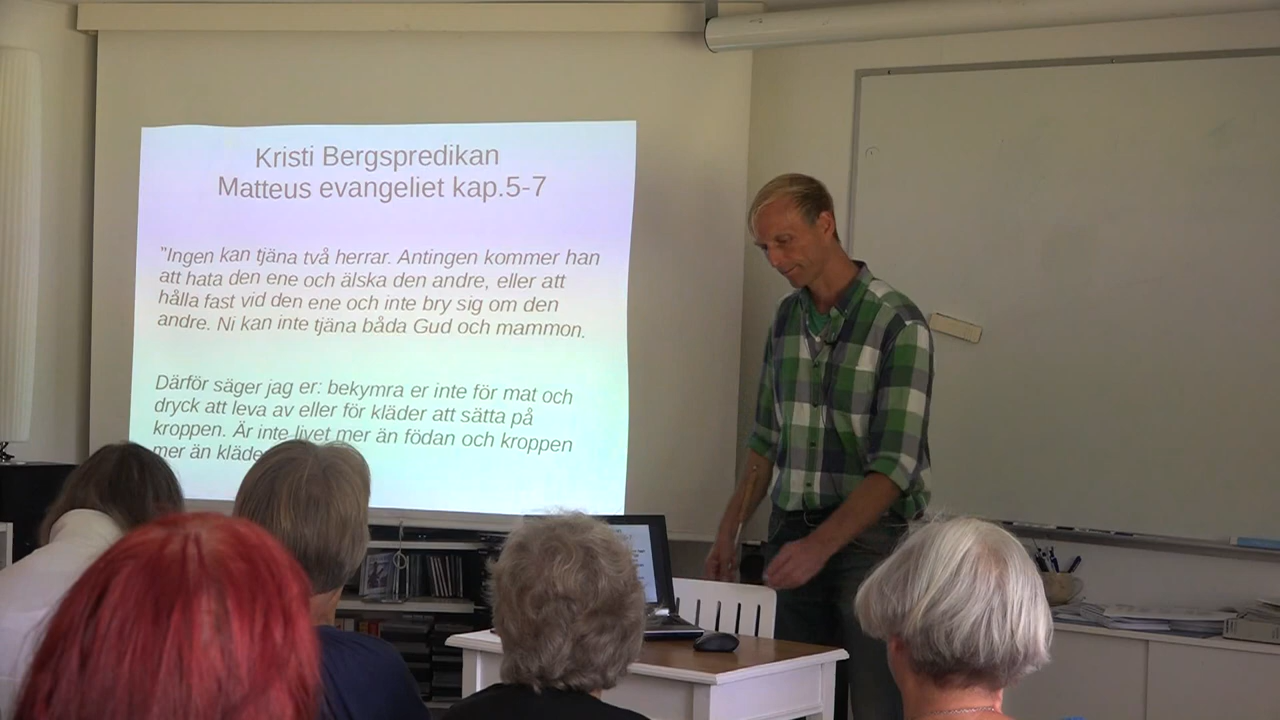 Kristi Bergspredikan
Matteus evangeliet kap.5-7
"Ingen kan tjäna två herrar. Antingen kommer han
att hata den ene och älska den andre, eller att
hålla fast vid den ene och inte bry sig om den
andre. Ni kan inte tjäna båda Gud och mammon.
Därför säger jag er: bekymra er inte för mat och
dryck att leva av eller för kläder att sätta på
kroppen. Är inte livet mer än födan och kroppen
mer än